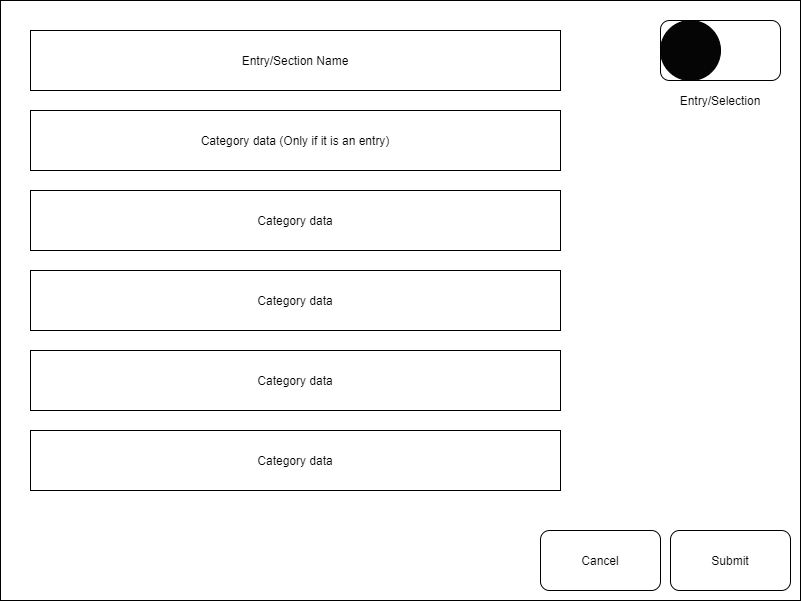 Entry/Section Name
Entry/Selection
Category data (Only if it is an entry)
Category data
Category data
Category data
Category data
Cancel
Submit